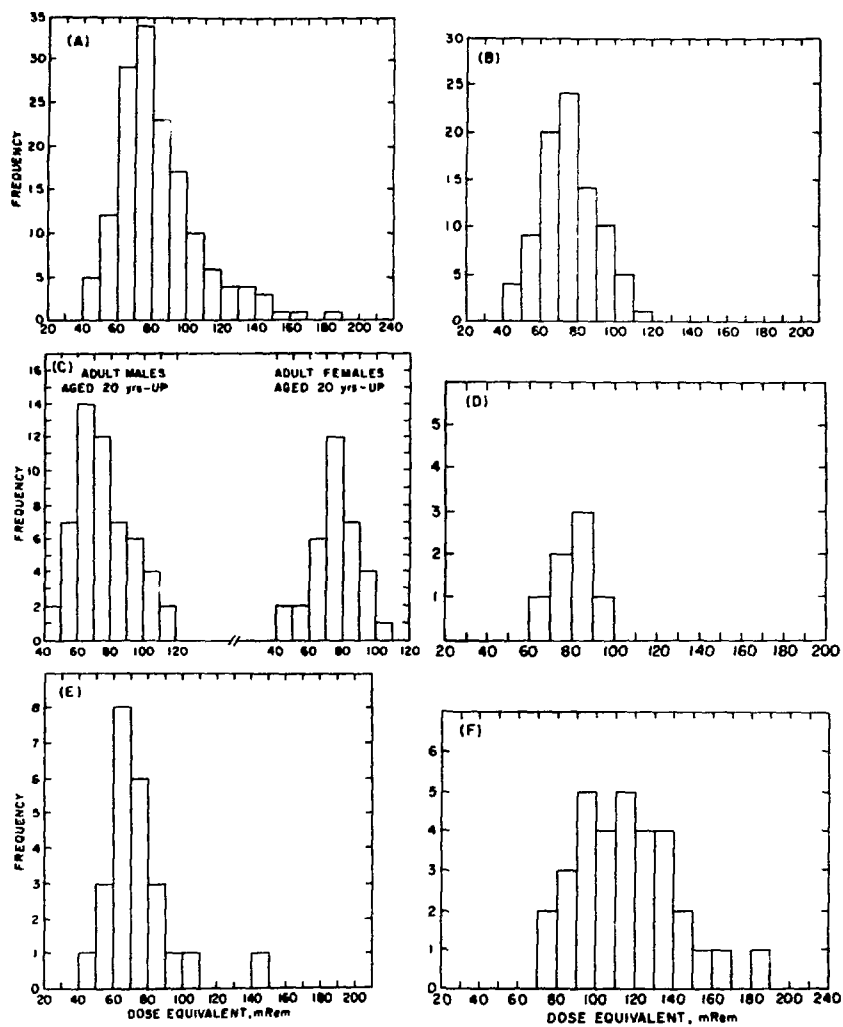 (A)
35
30
25
20
15
10
5
0
FREQUENCY
20 40 60 80 100 120 140 160 180 200 220 240
(B)
30
25
20
15
10
5
0
20 40 60 80 100 120 140 160 180 200
(C)
ADULT MALES
AGED 20 yrs-UP
ADULT FEMALES
AGED 20 yrs-UP
16
14
12
10
8
6
4
2
0
FREQUENCY
40 60 80 100 120 // 40 60 80 100 120
(D)
5
4
3
2
1
20 40 60 80 100 120 140 160 180 200
(E)
8
7
6
5
4
3
2
1
0
FREQUENCY
20 40 60 80 100 120 140 160 180 200
DOSE EQUIVALENT, mRem
(F)
6
5
4
3
2
1
0
20 40 60 80 100 120 140 160 180 200 220 240
DOSE EQUIVALENT, mRem